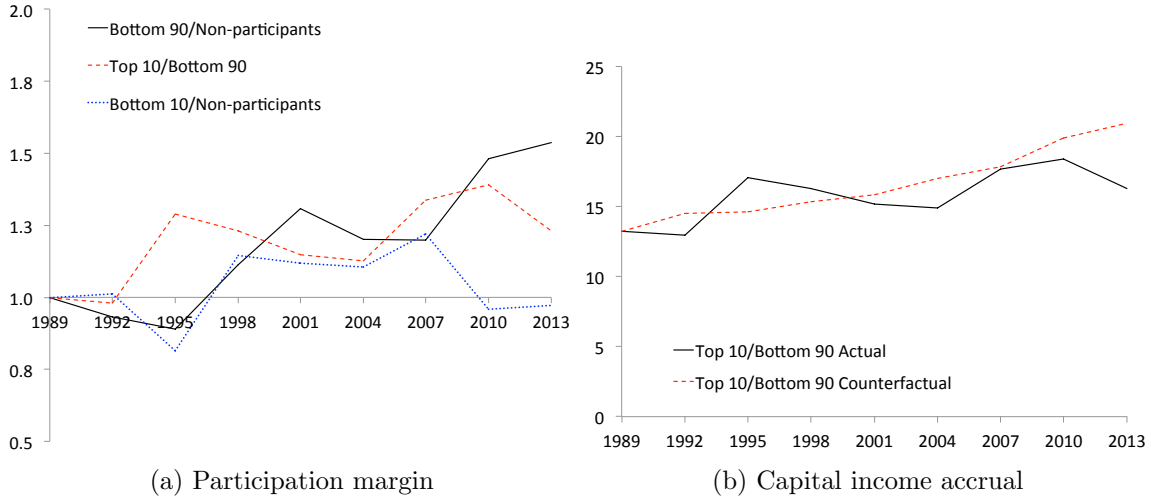 2.0
Bottom 90/Non-participants
1.8
Top 10/Bottom 90
Bottom 10/Non-participants
1.5
1.3
1.0
1989 1992 1995 1998 2001 2004 2007 2010 2013
0.8
0.5
(a) Participation margin
25
20
15
10
5
Top 10/Bottom 90 Actual
Top 10/Bottom 90 Counterfactual
0
1989 1992 1995 1998 2001 2004 2007 2010 2013
(b) Capital income accrual